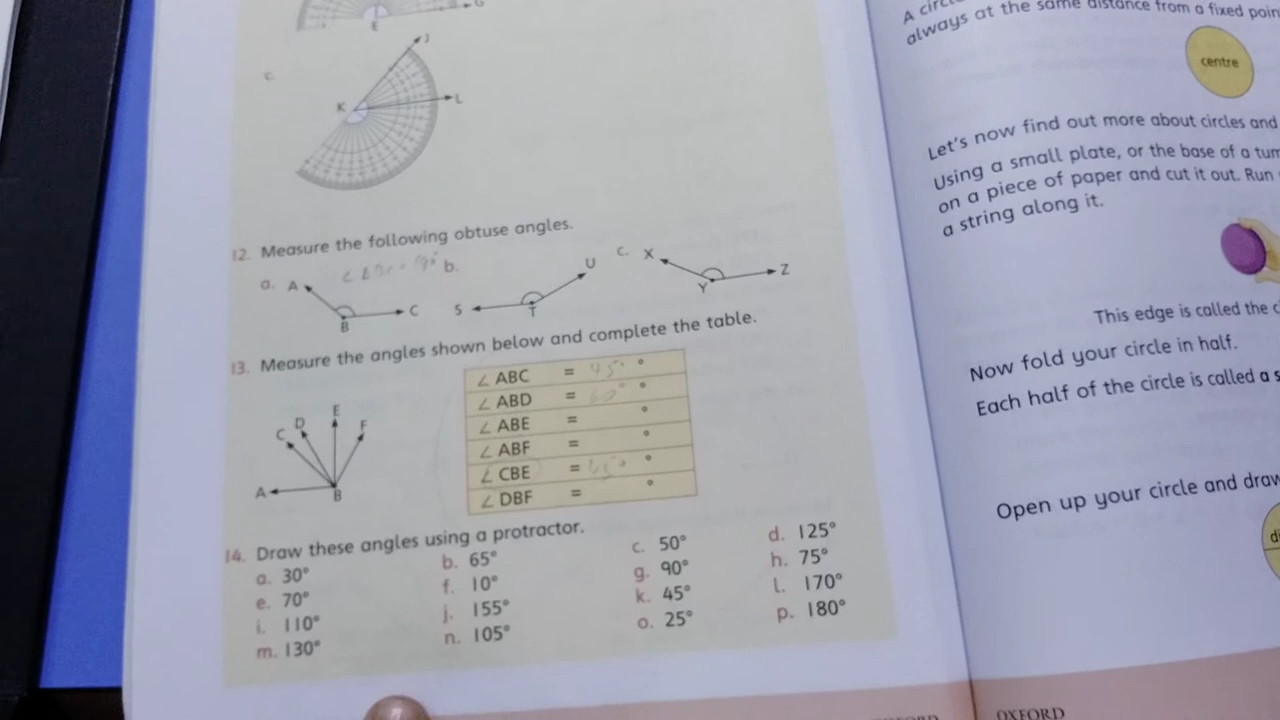 G
E
c.
J
K
L
12. Measure the following obtuse angles.
a. A B C
b. S T U
c. X Y Z
13. Measure the angles shown below and complete the table.
A B C D E F
∠ ABC = 45° °
∠ ABD = 60° °
∠ ABE = °
∠ ABF = °
∠ CBE = 45° °
∠ DBF = °
14. Draw these angles using a protractor.
a. 30° b. 65° c. 50° d. 125°
e. 70° f. 10° g. 90° h. 75°
i. 110° j. 155° k. 45° l. 170°
m. 130° n. 105° o. 25° p. 180°
A
always at the same distance from a fixed
centre
Let's now find out more about circles and
Using a small plate, or the base of a
on a piece of paper and cut it out. Run
a string along it.
This edge is called the
Now fold your circle in half.
Each half of the circle is called a
Open up your circle and
OXFORD